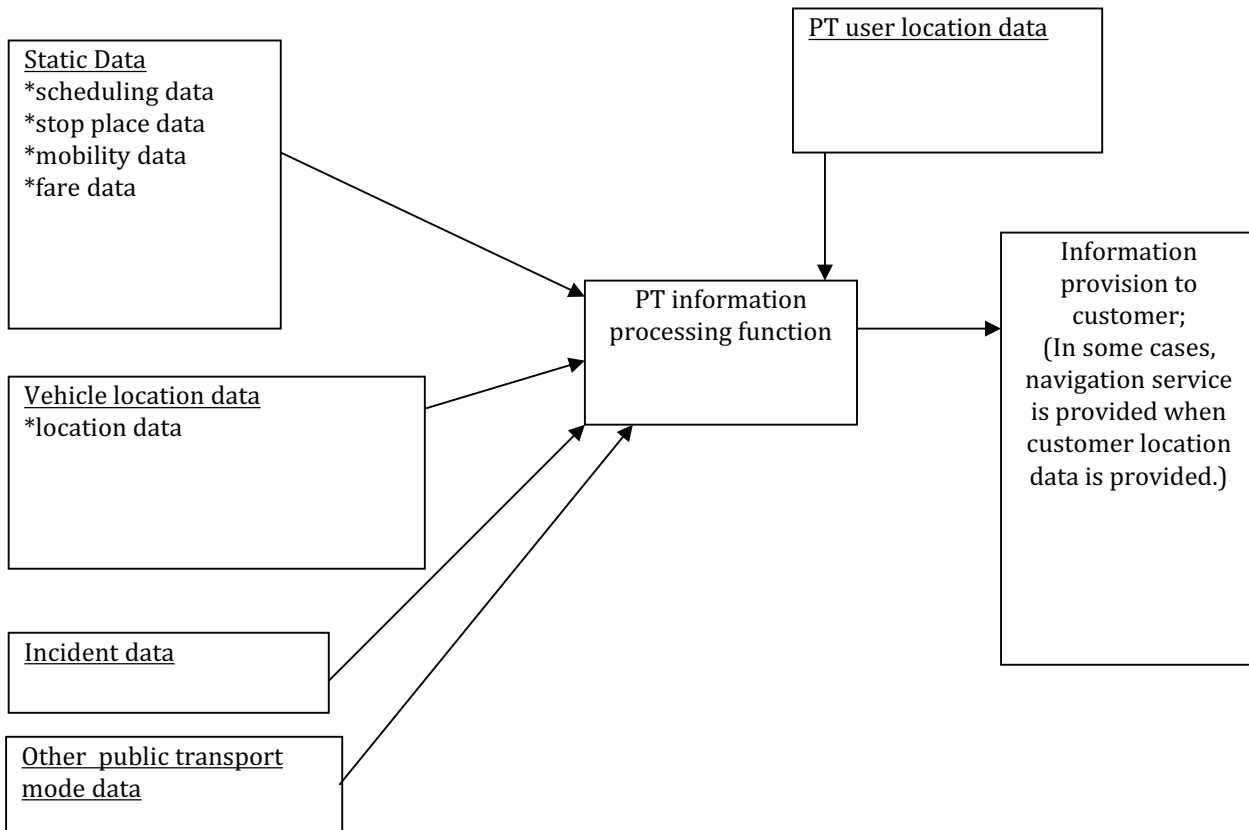 Static Data
*scheduling data
*stop place data
*mobility data
*fare data
PT user location data
PT information
processing function
Information
provision to
customer;
(In some cases,
navigation service
is provided when
customer location
data is provided.)
Vehicle location data
*location data
Incident data
Other public transport
mode data